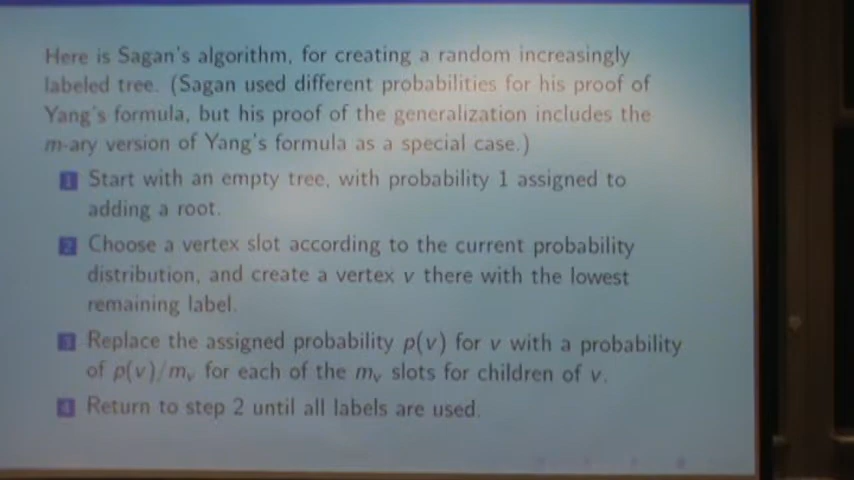 Here is Sagan's algorithm, for creating a random increasingly
labeled tree. (Sagan used different probabilities for his proof of
Yang's formula, but his proof of the generalization includes the
m-ary version of Yang's formula as a special case.)
1 Start with an empty tree, with probability 1 assigned to
adding a root.
2 Choose a vertex slot according to the current probability
distribution, and create a vertex v there with the lowest
remaining label.
3 Replace the assigned probability p(v) for v with a probability
of p(v)/mᵥ for each of the mᵥ slots for children of v.
4 Return to step 2 until all labels are used.